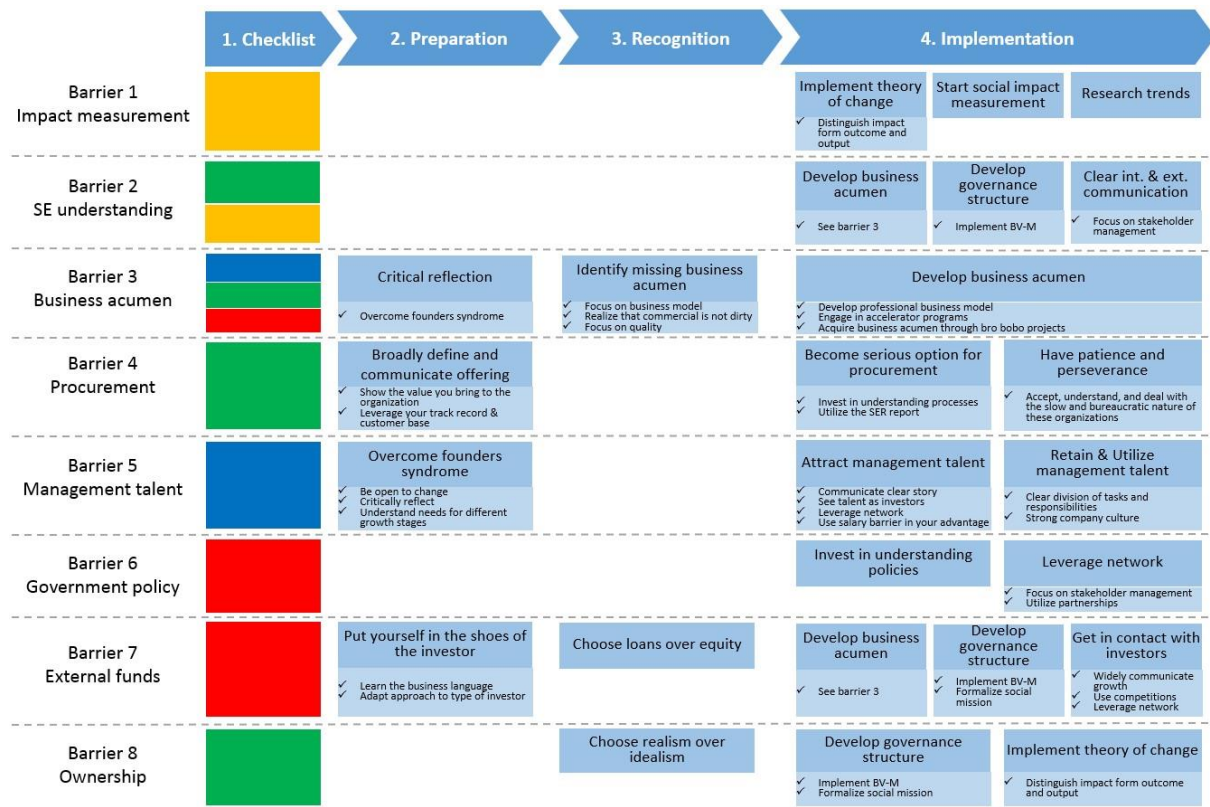 1. Checklist
2. Preparation
3. Recognition
4. Implementation
Barrier 1
Impact measurement
Implement theory
of change
✓ Distinguish impact
form outcome and
output
Start social impact
measurement
Research trends
Barrier 2
SE understanding
Develop business
acumen
✓ See barrier 3
Develop
governance
structure
✓ Implement BV-M
Clear int. & ext.
communication
✓ Focus on stakeholder
management
Barrier 3
Business acumen
Critical reflection
✓ Overcome founders syndrome
Identify missing business
acumen
✓ Focus on business model
✓ Realize that commercial is not dirty
✓ Focus on quality
Develop business acumen
✓ Develop professional business model
✓ Engage in accelerator programs
✓ Acquire business acumen through bro bobo projects
Barrier 4
Procurement
Broadly define and
communicate offering
✓ Show the value you bring to the
organization
✓ Leverage your track record &
customer base
Become serious option for
procurement
✓ Invest in understanding processes
✓ Utilize the SER report
Have patience and
perseverance
✓ Accept, understand, and deal with
the slow and bureaucratic nature of
these organizations
Barrier 5
Management talent
Overcome founders
syndrome
✓ Be open to change
✓ Critically reflect
✓ Understand needs for different
growth stages
Attract management talent
✓ Communicate clear story
✓ See talent as investors
✓ Leverage network
✓ Use salary barrier in your advantage
Retain & Utilize
management talent
✓ Clear division of tasks and
responsibilities
✓ Strong company culture
Barrier 6
Government policy
Invest in understanding
policies
Leverage network
✓ Focus on stakeholder management
✓ Utilize partnerships
Barrier 7
External funds
Put yourself in the shoes of
the investor
✓ Learn the business language
✓ Adapt approach to type of investor
Choose loans over equity
Develop business
acumen
✓ See barrier 3
Develop
governance
structure
✓ Implement BV-M
✓ Formalize social
mission
Get in contact with
investors
✓ Widely communicate
growth
✓ Use competitions
✓ Leverage network
Barrier 8
Ownership
Choose realism over
idealism
Develop governance
structure
✓ Implement BV-M
✓ Formalize social mission
Implement theory of change
✓ Distinguish impact form outcome
and output